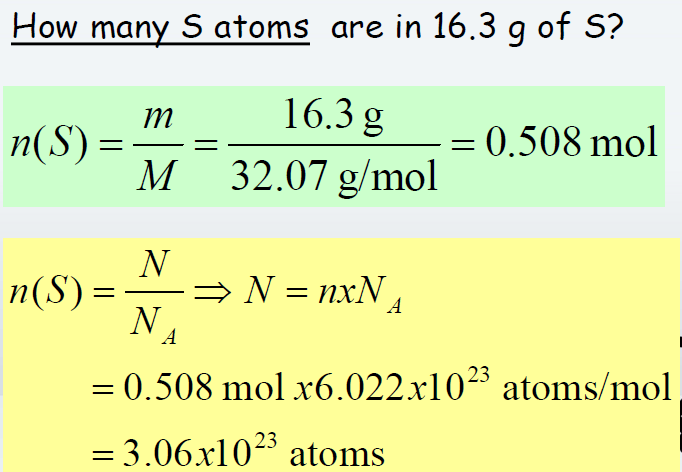 How many S atoms are in 16.3 g of S?
n(S) = m/M = 16.3 g/32.07 g/mol = 0.508 mol
n(S) = N/N_A ⇒ N = nxN_A
= 0.508 mol x6.022x10^23 atoms/mol
= 3.06x10^23 atoms